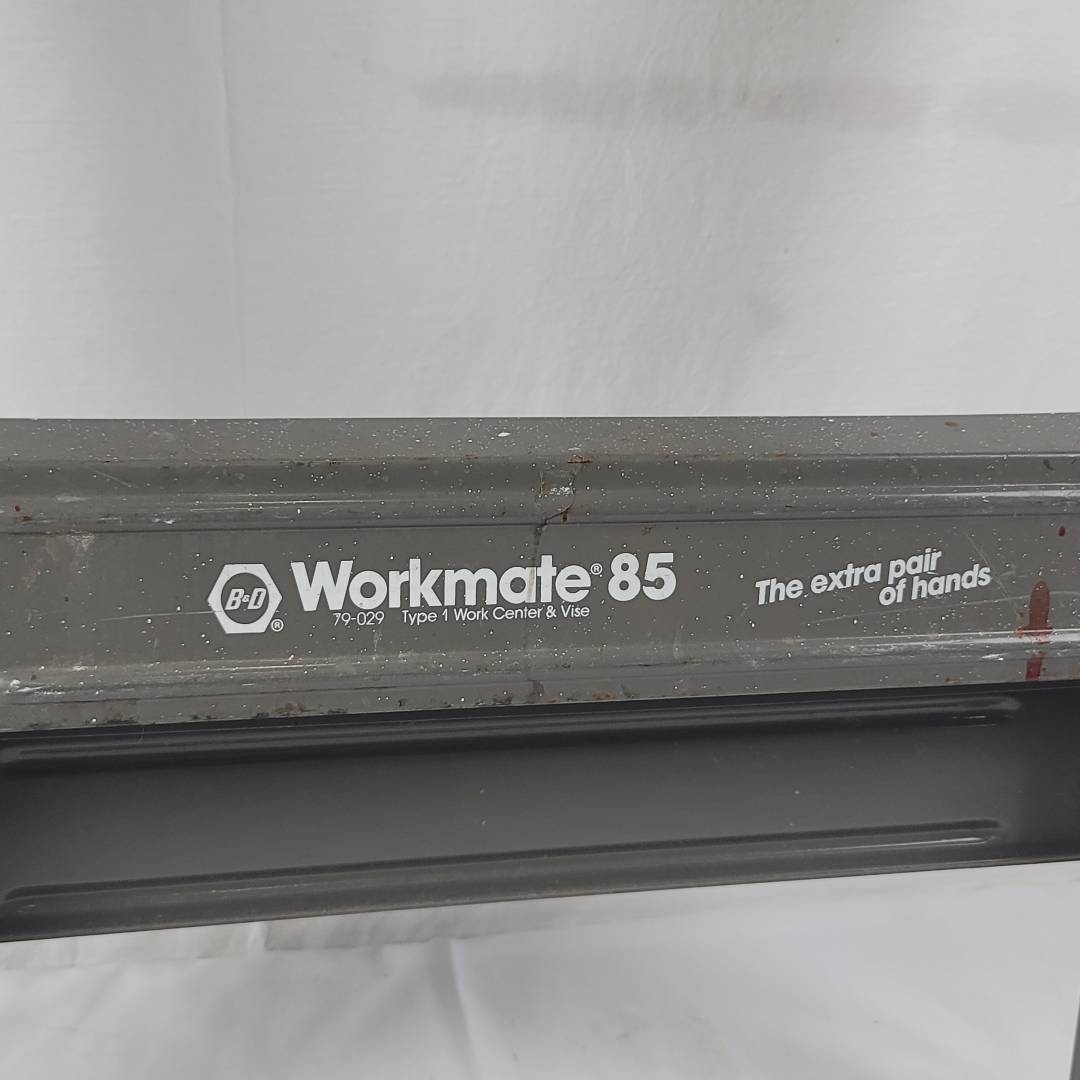 B&D ®
Workmate® 85
79-029 Type 1 Work Center & Vise
The extra pair
of hands